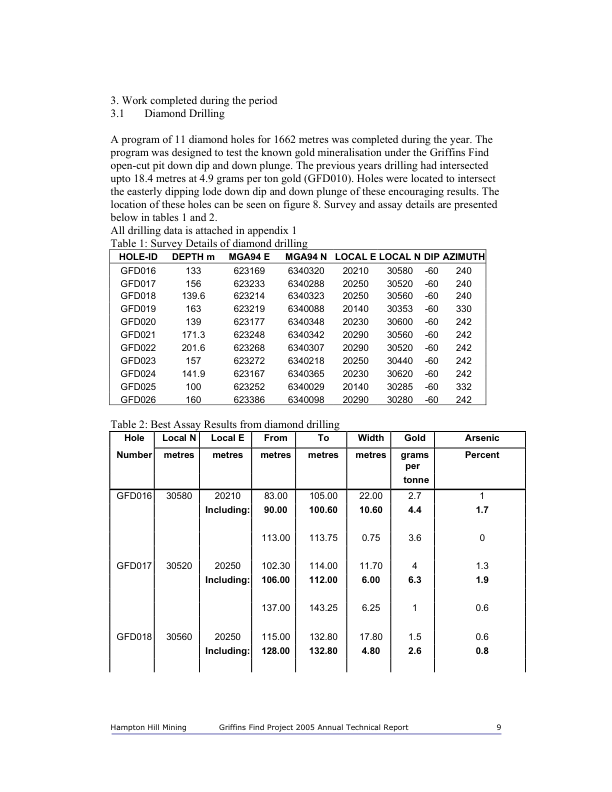 3. Work completed during the period
3.1 Diamond Drilling
A program of 11 diamond holes for 1662 metres was completed during the year. The
program was designed to test the known gold mineralisation under the Griffins Find
open-cut pit down dip and down plunge. The previous years drilling had intersected
upto 18.4 metres at 4.9 grams per ton gold (GFD010). Holes were located to intersect
the easterly dipping lode down dip and down plunge of these encouraging results. The
location of these holes can be seen on figure 8. Survey and assay details are presented
below in tables 1 and 2.
All drilling data is attached in appendix 1
Table 1: Survey Details of diamond drilling
HOLE-ID DEPTH m MGA94 E MGA94 N LOCAL E LOCAL N DIP AZIMUTH
GFD016 133 623169 6340320 20210 30580 -60 240
GFD017 156 623233 6340288 20250 30520 -60 240
GFD018 139.6 623214 6340323 20250 30560 -60 240
GFD019 163 623219 6340088 20140 30353 -60 330
GFD020 139 623177 6340348 20230 30600 -60 242
GFD021 171.3 623248 6340342 20290 30560 -60 242
GFD022 201.6 623268 6340307 20290 30520 -60 242
GFD023 157 623272 6340218 20250 30440 -60 242
GFD024 141.9 623167 6340365 20230 30620 -60 242
GFD025 100 623252 6340029 20140 30285 -60 332
GFD026 160 623386 6340098 20290 30280 -60 242
Table 2: Best Assay Results from diamond drilling
Hole Local N Local E From To Width Gold Arsenic
Number metres metres metres metres metres grams Percent
per
tonne
GFD016 30580 20210 83.00 105.00 22.00 2.7 1
Including: 90.00 100.60 10.60 4.4 1.7
113.00 113.75 0.75 3.6 0
GFD017 30520 20250 102.30 114.00 11.70 4 1.3
Including: 106.00 112.00 6.00 6.3 1.9
137.00 143.25 6.25 1 0.6
GFD018 30560 20250 115.00 132.80 17.80 1.5 0.6
Including: 128.00 132.80 4.80 2.6 0.8
Hampton Hill Mining Griffins Find Project 2005 Annual Technical Report 9